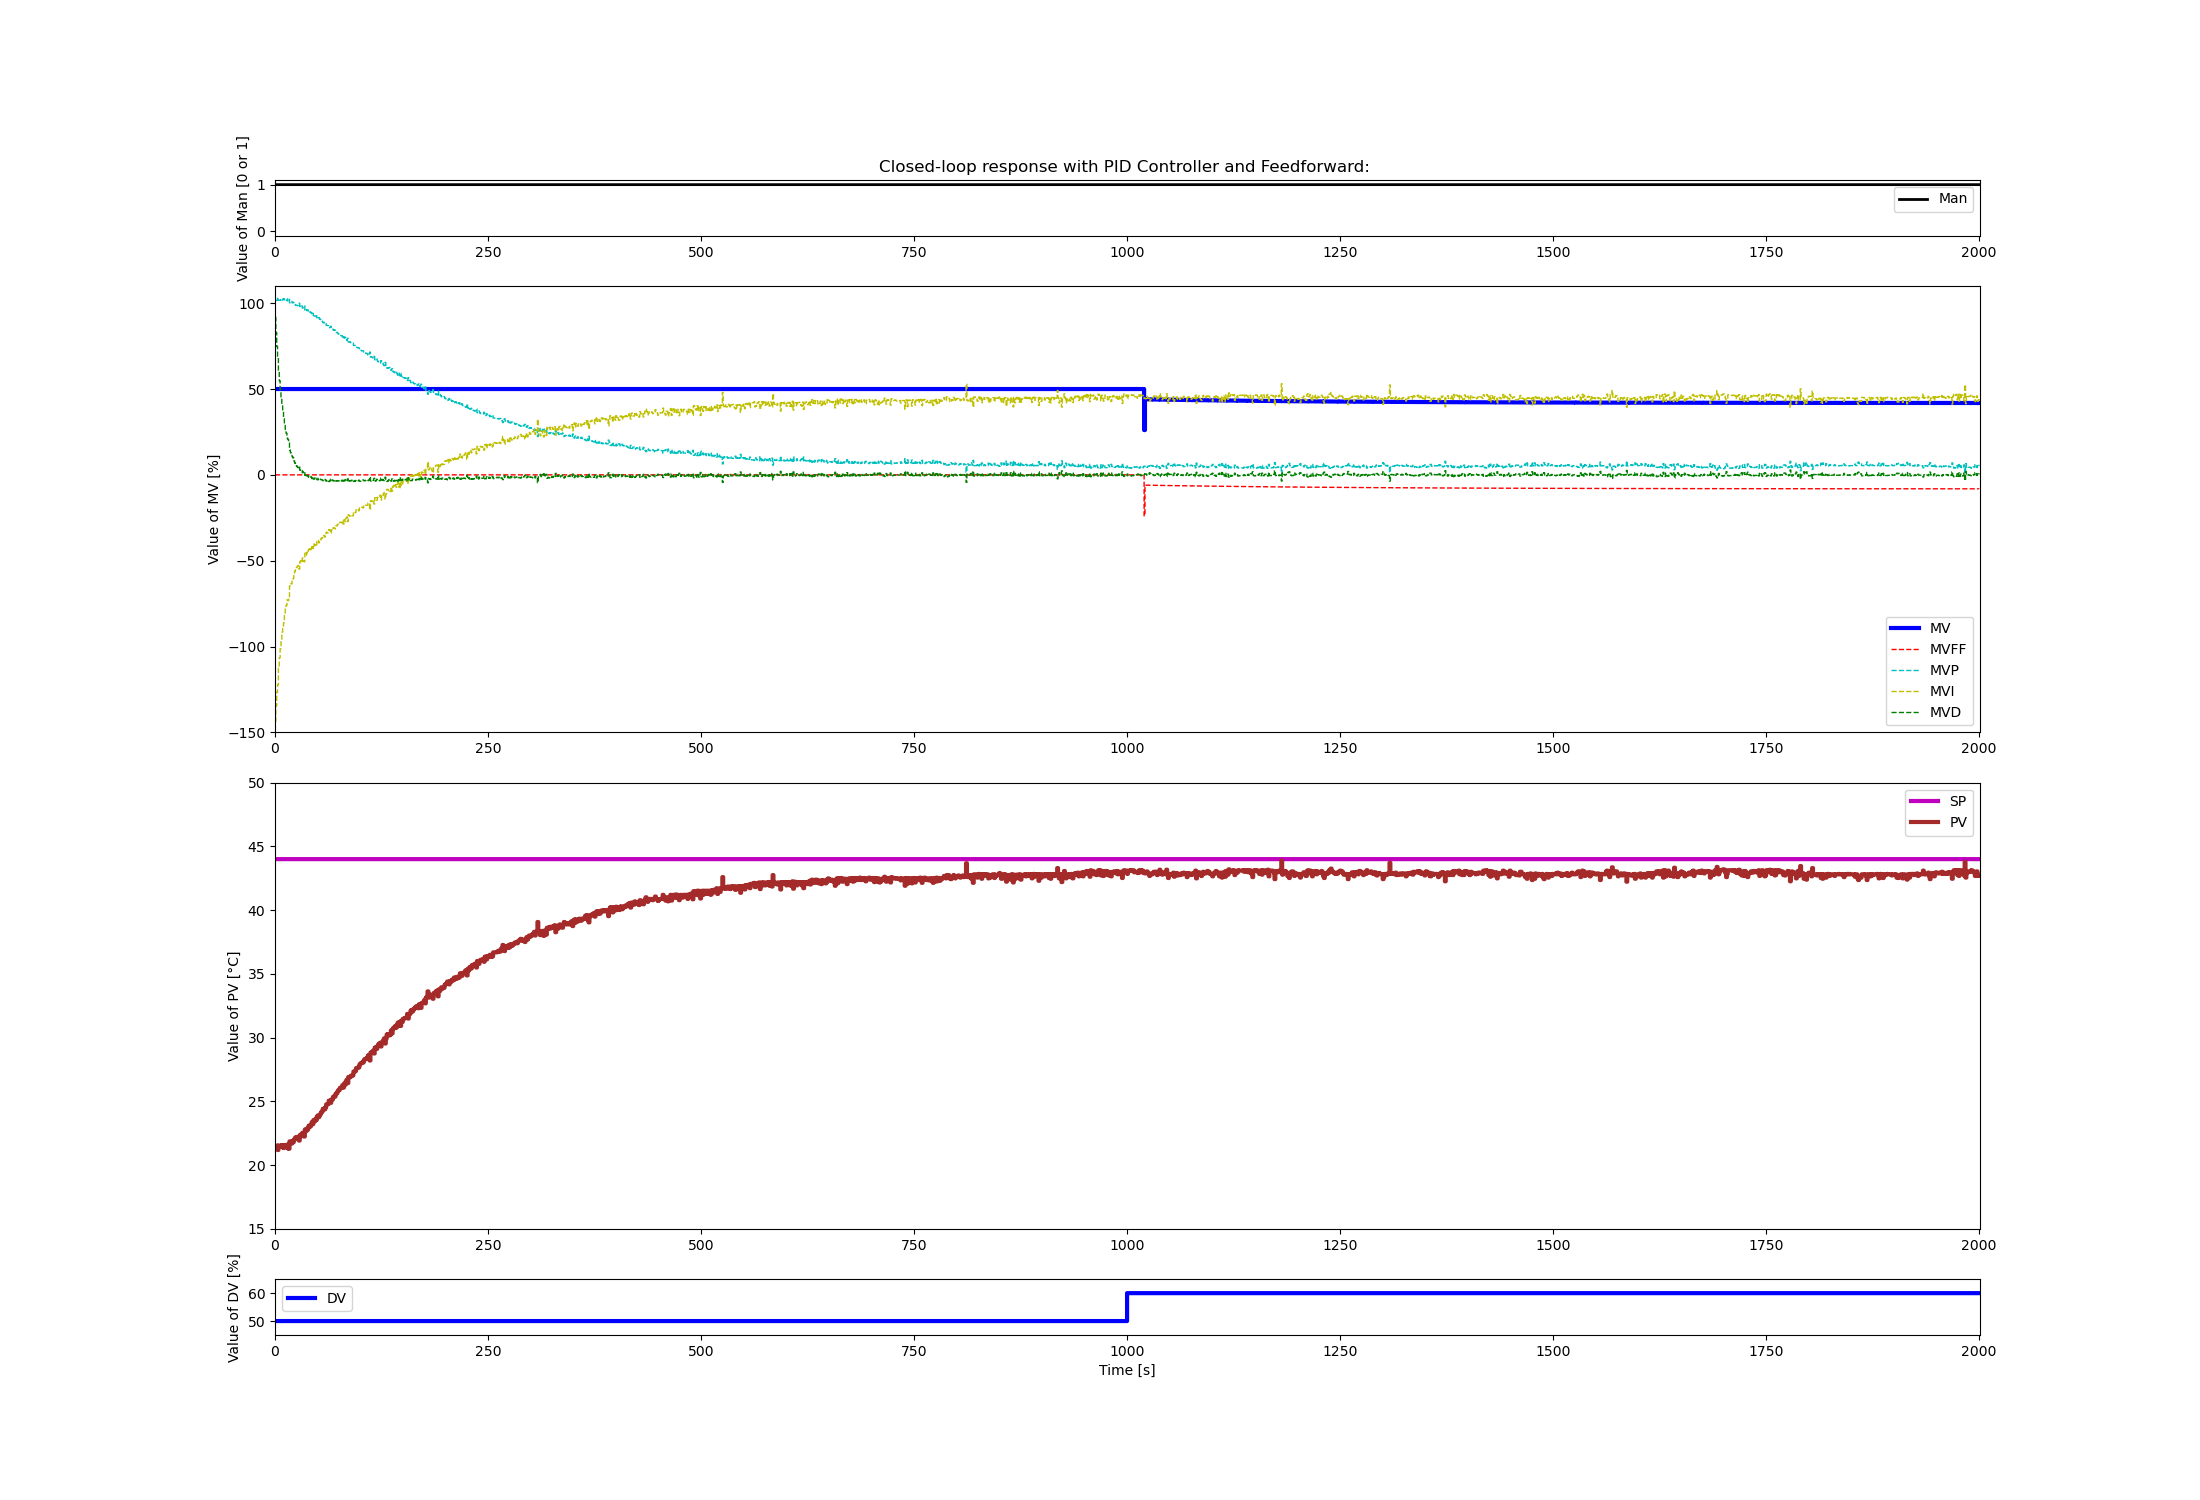 Closed-loop response with PID Controller and Feedforward:
Value of Man [0 or 1]
1
0
Man
0 250 500 750 1000 1250 1500 1750 2000
Value of MV [%]
100
50
0
−50
−100
−150
MV
MVFF
MVP
MVI
MVD
0 250 500 750 1000 1250 1500 1750 2000
Value of PV [°C]
50
45
40
35
30
25
20
15
SP
PV
0 250 500 750 1000 1250 1500 1750 2000
Value of DV [%]
60
50
DV
0 250 500 750 1000 1250 1500 1750 2000
Time [s]